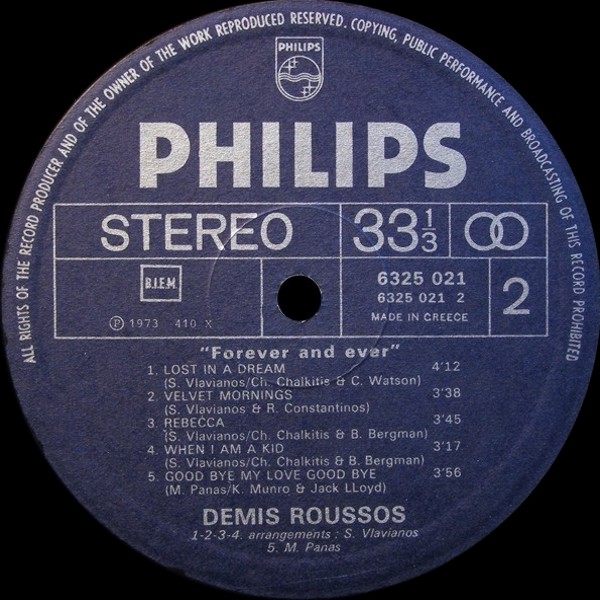 ALL RIGHTS OF THE RECORD PRODUCER AND OF THE OWNER OF THE WORK REPRODUCED RESERVED. COPYING, PUBLIC PERFORMANCE AND BROADCASTING OF THIS RECORD PROHIBITED
PHILIPS
PHILIPS
STEREO 33 1/3
B.I.E.M.
6325 021
6325 021 2
MADE IN GREECE
2
Ⓟ 1973 410 X
"Forever and ever"
1. LOST IN A DREAM 4'12
(S. Vlavianos/Ch. Chalkitis & C. Watson)
2. VELVET MORNINGS 3'38
(S. Vlavianos & R. Constantinos)
3. REBECCA 3'45
(S. Vlavianos/Ch. Chalkitis & B. Bergman)
4. WHEN I AM A KID 3'17
(S. Vlavianos/Ch. Chalkitis & B. Bergman)
5. GOOD BYE MY LOVE GOOD BYE 3'56
(M. Panas/K. Munro & Jack LLoyd)
DEMIS ROUSSOS
1-2-3-4. arrangements : S. Vlavianos
5. M. Panas